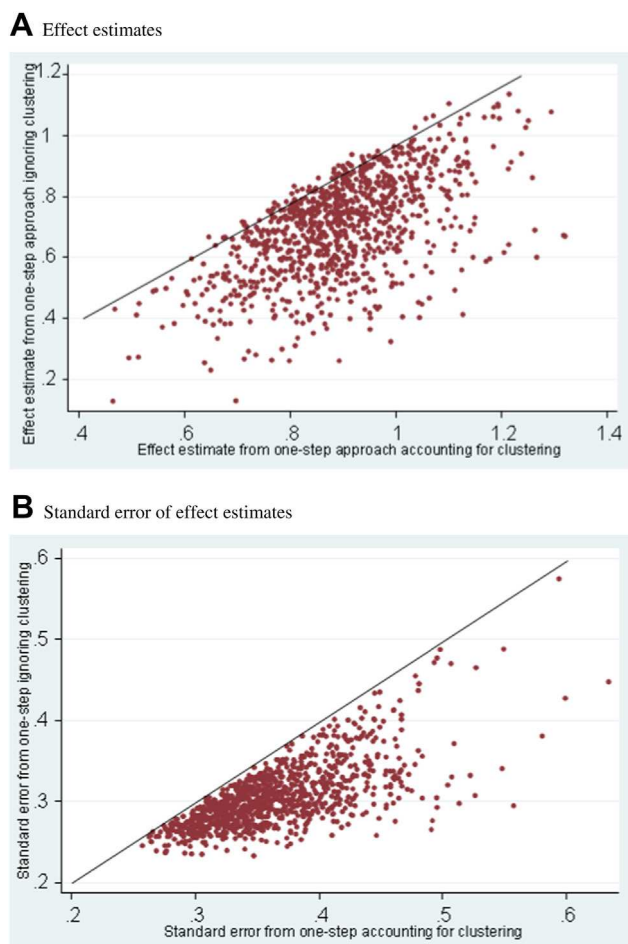 A Effect estimates
Effect estimate from one-step approach ignoring clustering
1.2
1
.8
.6
.4
.2
.4 .6 .8 1 1.2 1.4
Effect estimate from one-step approach accounting for clustering
B Standard error of effect estimates
Standard error from one-step ignoring clustering
.6
.5
.4
.3
.2
.2 .3 .4 .5 .6
Standard error from one-step accounting for clustering